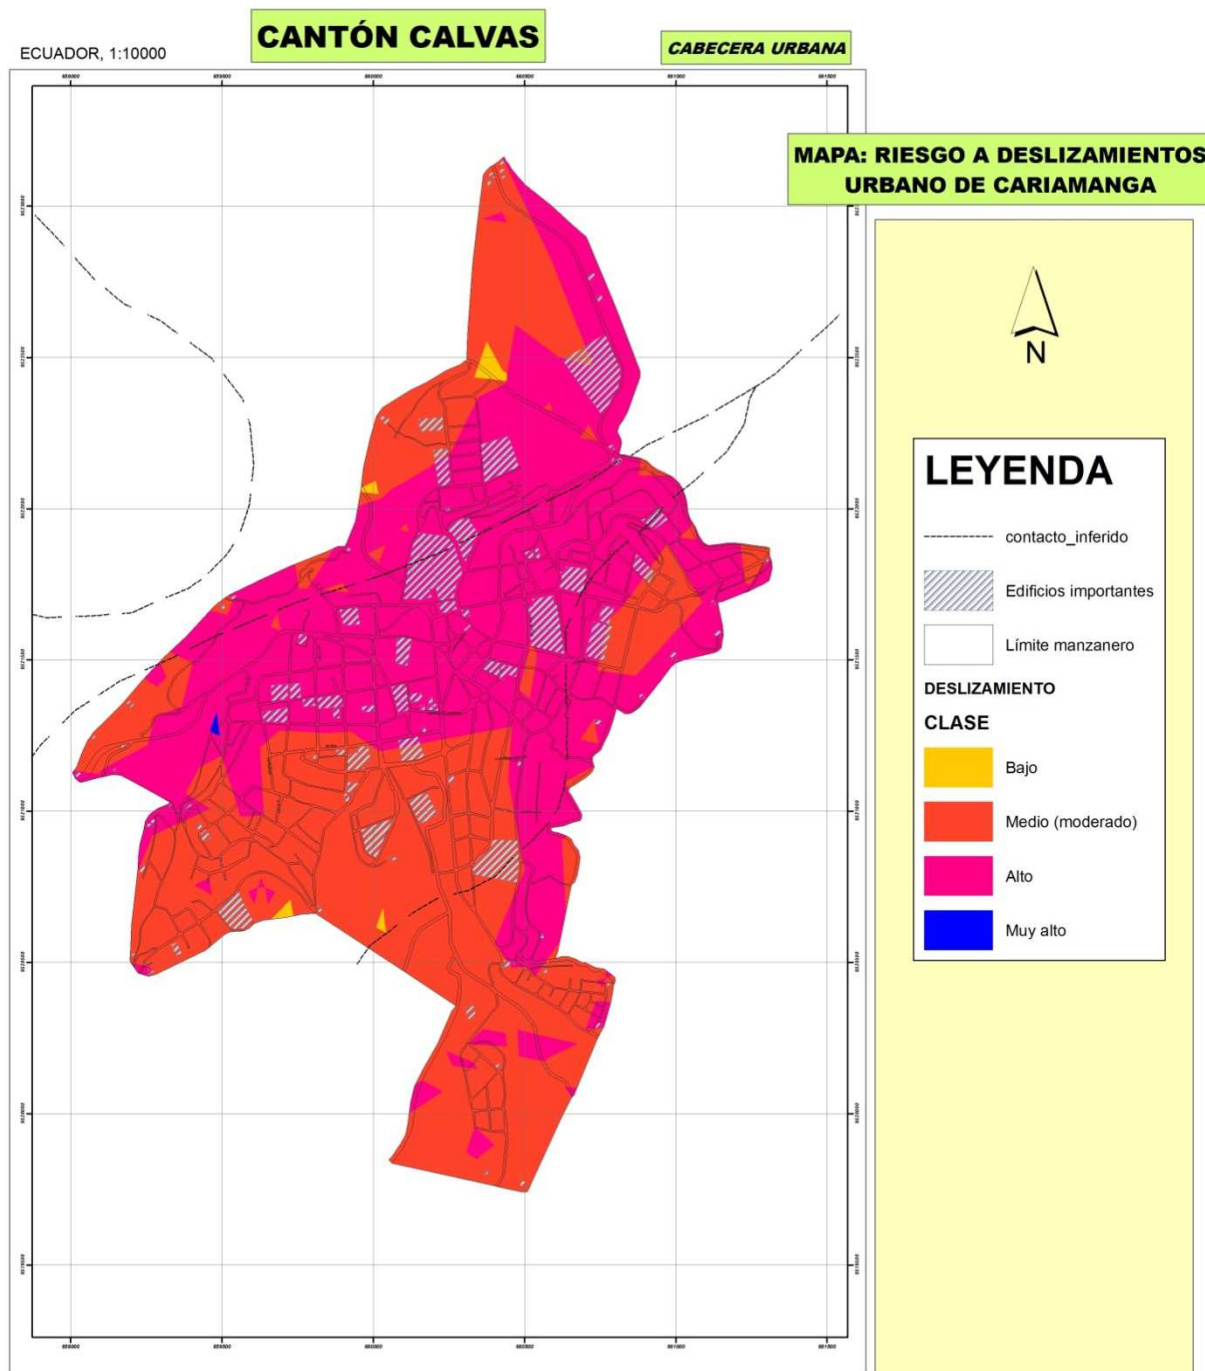 CANTÓN CALVAS
ECUADOR, 1:10000
CABECERA URBANA
MAPA: RIESGO A DESLIZAMIENTOS
URBANO DE CARIAMANGA
N
LEYENDA
contacto_inferido
Edificios importantes
Límite manzanero
DESLIZAMIENTO
CLASE
Bajo
Medio (moderado)
Alto
Muy alto